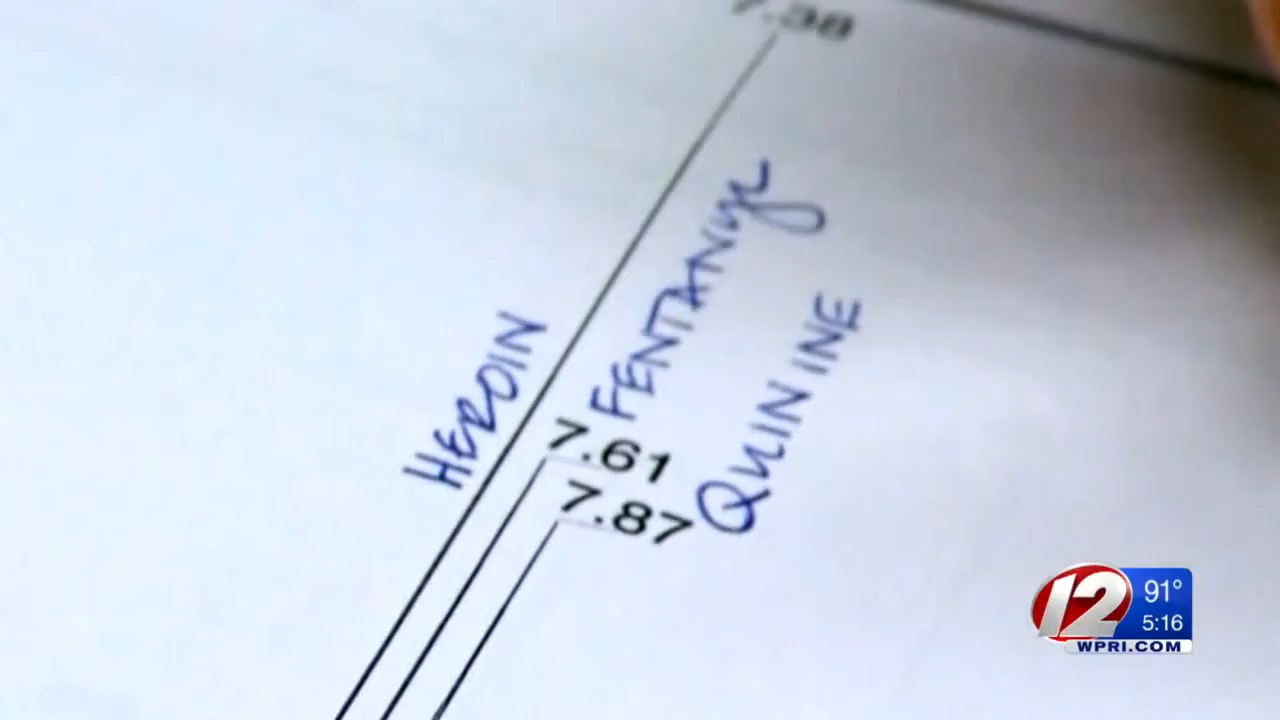 7.38
HEROIN
FENTANyl
7.61
QUININE
7.87
12
91°
5:16
WPRI.COM